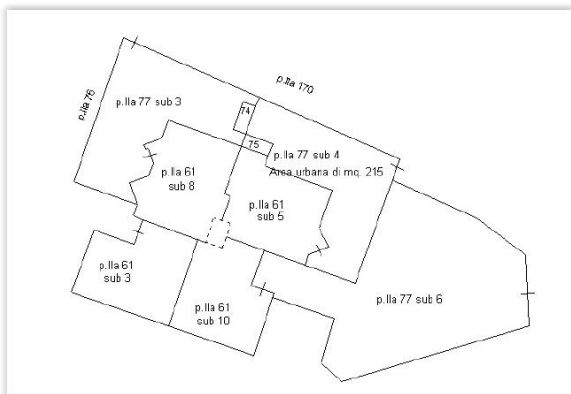 p.lla 170
p.lla 76
p.lla 77 sub 3
74
75
p.lla 77 sub 4
Area urbana di mq. 215
p.lla 61
sub 8
p.lla 61
sub 5
p.lla 61
sub 3
p.lla 61
sub 10
p.lla 77 sub 6